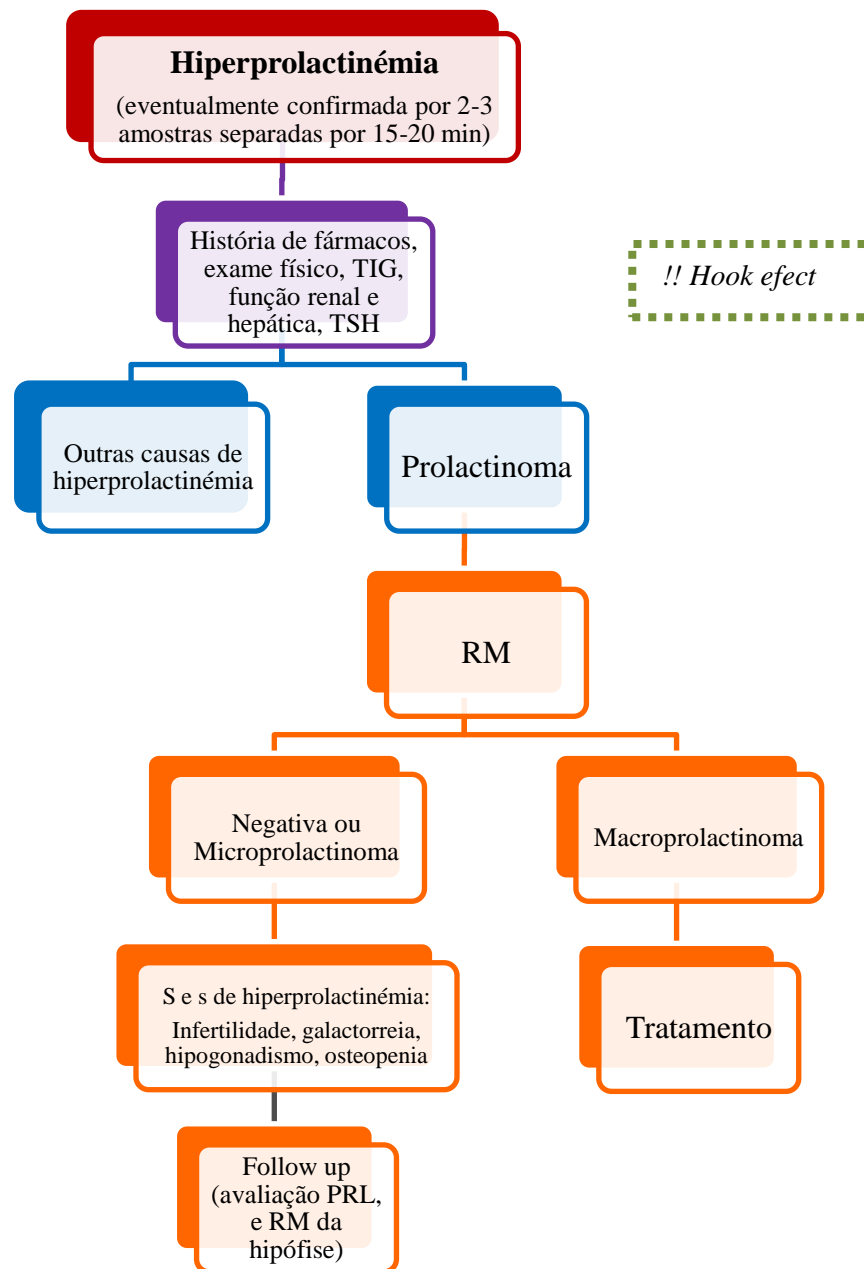 Hiperprolactinémia
(eventualmente confirmada por 2-3
amostras separadas por 15-20 min)
História de fármacos,
exame físico, TIG,
função renal e
hepática, TSH
!! Hook efect
Outras causas de
hiperprolactinémia
Prolactinoma
RM
Negativa ou
Microprolactinoma
Macroprolactinoma
S e s de hiperprolactinémia:
Infertilidade, galactorreia,
hipogonadismo, osteopenia
Tratamento
Follow up
(avaliação PRL,
e RM da
hipófise)